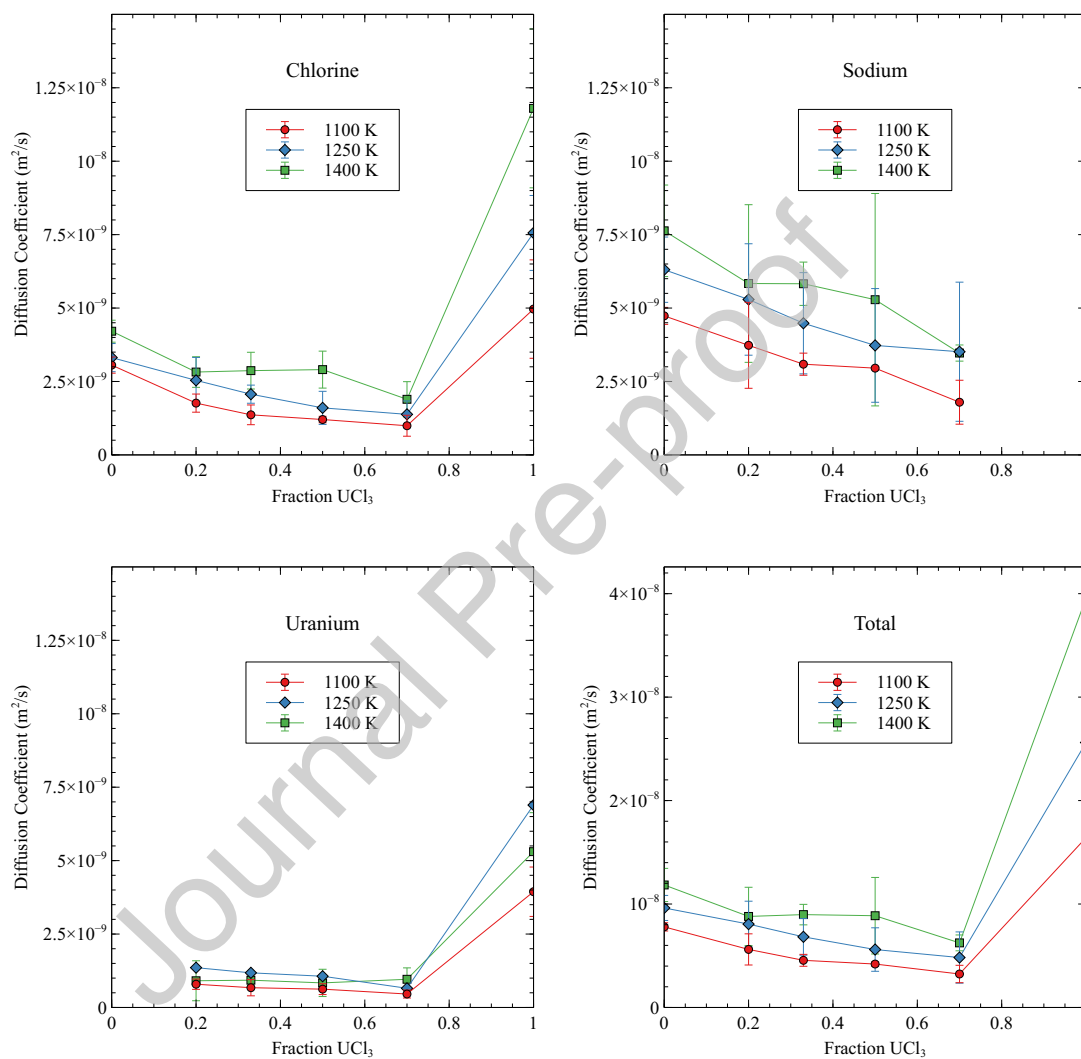 Chlorine
1100 K
1250 K
1400 K
Diffusion Coefficient (m²/s)
1.25×10⁻⁸
10⁻⁸
7.5×10⁻⁹
5×10⁻⁹
2.5×10⁻⁹
0
0 0.2 0.4 0.6 0.8 1
Fraction UCl₃
Sodium
1100 K
1250 K
1400 K
Diffusion Coefficient (m²/s)
1.25×10⁻⁸
10⁻⁸
7.5×10⁻⁹
5×10⁻⁹
2.5×10⁻⁹
0
0 0.2 0.4 0.6 0.8
Fraction UCl₃
Uranium
1100 K
1250 K
1400 K
Diffusion Coefficient (m²/s)
1.25×10⁻⁸
10⁻⁸
7.5×10⁻⁹
5×10⁻⁹
2.5×10⁻⁹
0
0 0.2 0.4 0.6 0.8 1
Fraction UCl₃
Total
1100 K
1250 K
1400 K
Diffusion Coefficient (m²/s)
4×10⁻⁸
3×10⁻⁸
2×10⁻⁸
10⁻⁸
0
0 0.2 0.4 0.6 0.8
Fraction UCl₃
Journal Pre-proof